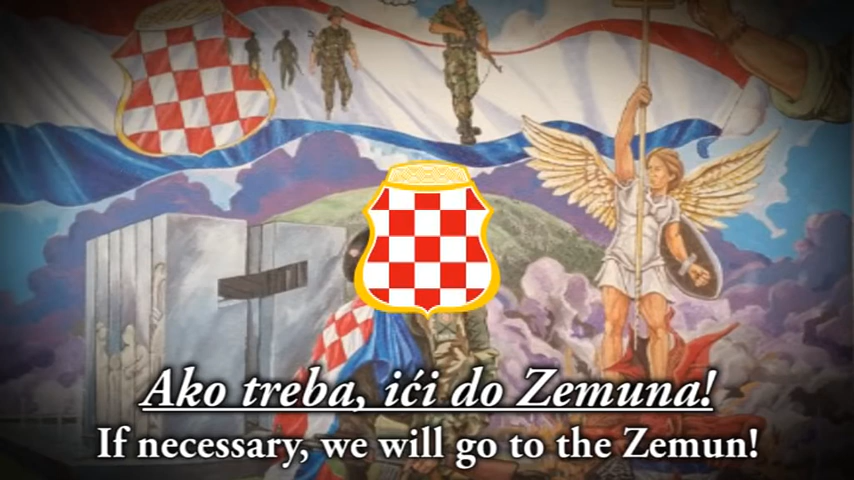 Ako treba, ići do Zemuna!
If necessary, we will go to the Zemun!